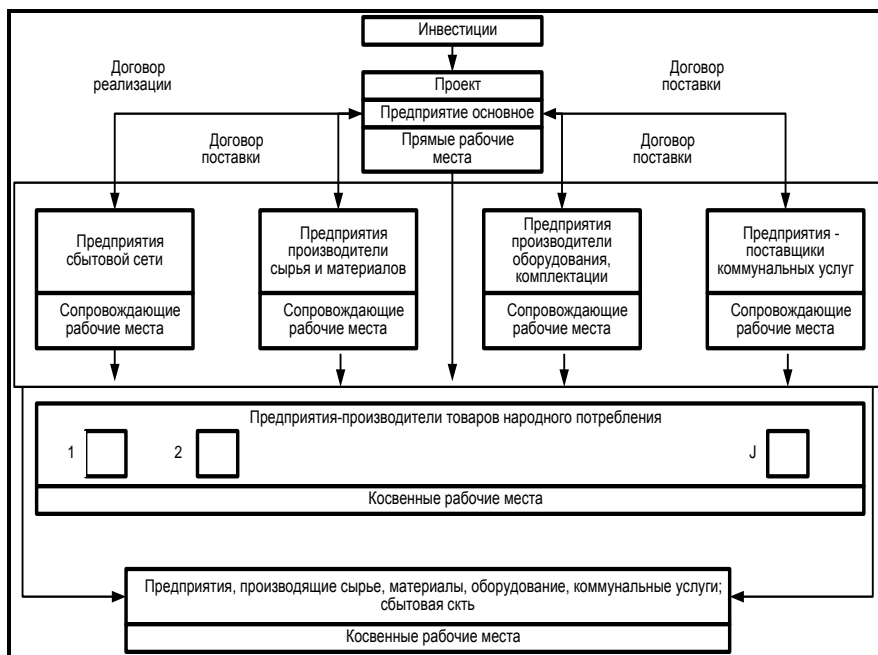 Инвестиции
Договор
реализации
Договор
поставки
Проект
Предприятие основное
Прямые рабочие
места
Договор
поставки
Договор
поставки
Предприятия
сбытовой сети
Предприятия
производители
сырья и материалов
Предприятия
производители
оборудования,
комплектации
Предприятия -
поставщики
коммунальных услуг
Сопровождающие
рабочие места
Сопровождающие
рабочие места
Сопровождающие
рабочие места
Сопровождающие
рабочие места
Предприятия-производители товаров народного потребления
1
2
J
Косвенные рабочие места
Предприятия, производящие сырье, материалы, оборудование, коммунальные услуги;
сбытовая скть
Косвенные рабочие места